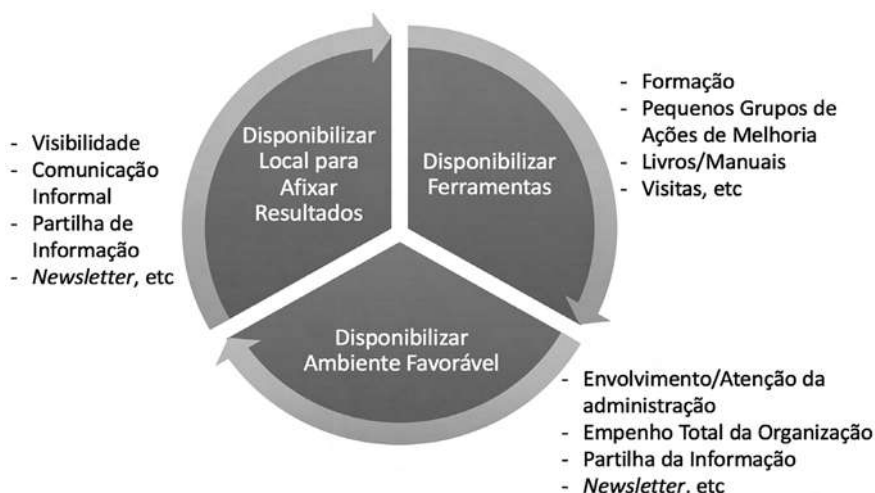 Disponibilizar
Local para
Afixar
Resultados
Disponibilizar
Ferramentas
Disponibilizar
Ambiente Favorável
- Formação
- Pequenos Grupos de
Ações de Melhoria
- Livros/Manuais
- Visitas, etc
- Envolvimento/Atenção da
administração
- Empenho Total da Organização
- Partilha da Informação
- Newsletter, etc
- Visibilidade
- Comunicação
Informal
- Partilha de
Informação
- Newsletter, etc